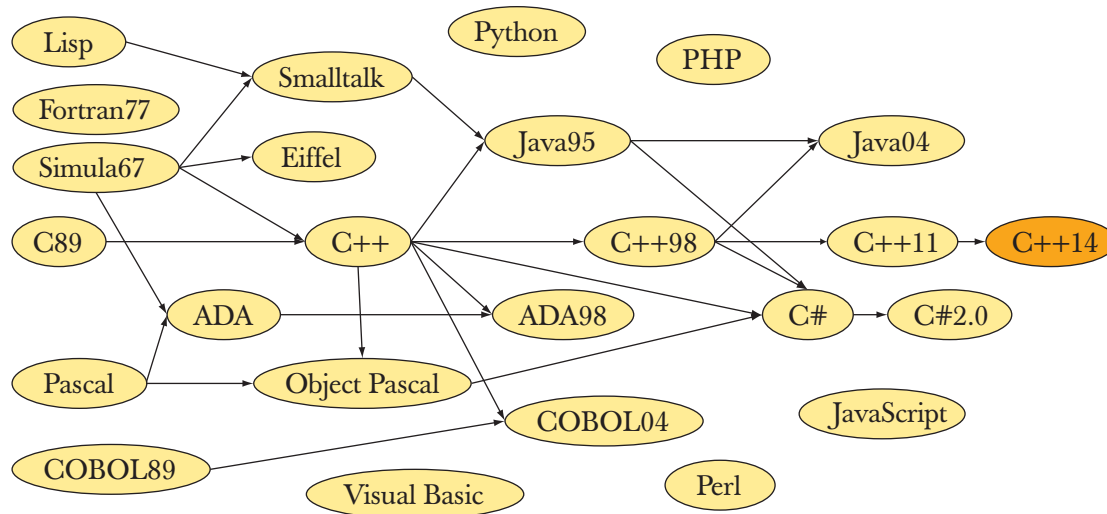 Python
Lisp
PHP
Smalltalk
Fortran77
Java95
Java04
Eiffel
Simula67
C89
C++
C++98
C++11
C++14
ADA
ADA98
C#
C#2.0
Pascal
Object Pascal
JavaScript
COBOL04
COBOL89
Perl
Visual Basic